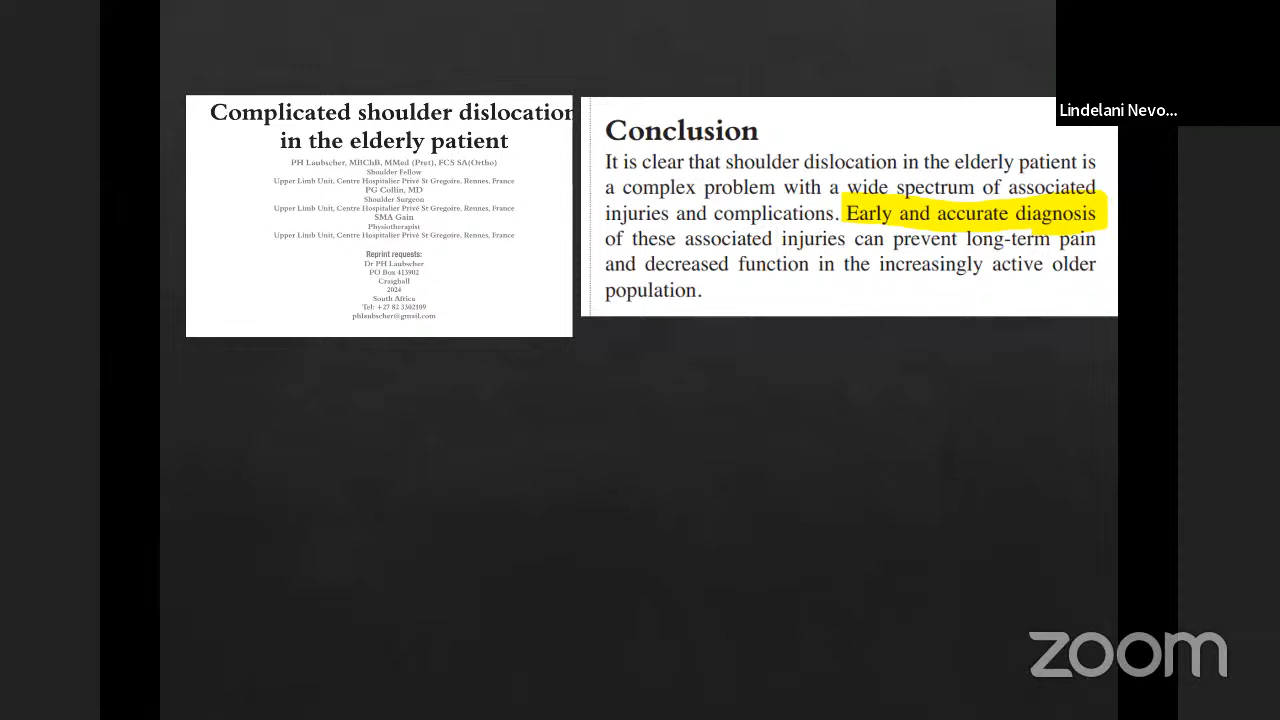 Complicated shoulder dislocation
in the elderly patient
PH Laubscher, MBChB, MMed (Pret), FCS SA(Ortho)
Shoulder Fellow
Upper Limb Unit, Centre Hospitalier Privé St Gregoire, Rennes, France
PG Collin, MD
Shoulder Surgeon
Upper Limb Unit, Centre Hospitalier Privé St Gregoire, Rennes, France
SMA Gain
Physiotherapist
Upper Limb Unit, Centre Hospitalier Privé St Gregoire, Rennes, France
Reprint requests:
Dr PH Laubscher
PO Box 413902
Craighall
2024
South Africa
Tel: +27 82 3302109
phlaubscher@gmail.com
Conclusion
It is clear that shoulder dislocation in the elderly patient is
a complex problem with a wide spectrum of associated
injuries and complications. Early and accurate diagnosis
of these associated injuries can prevent long-term pain
and decreased function in the increasingly active older
population.
Lindelani Nevo...
zoom